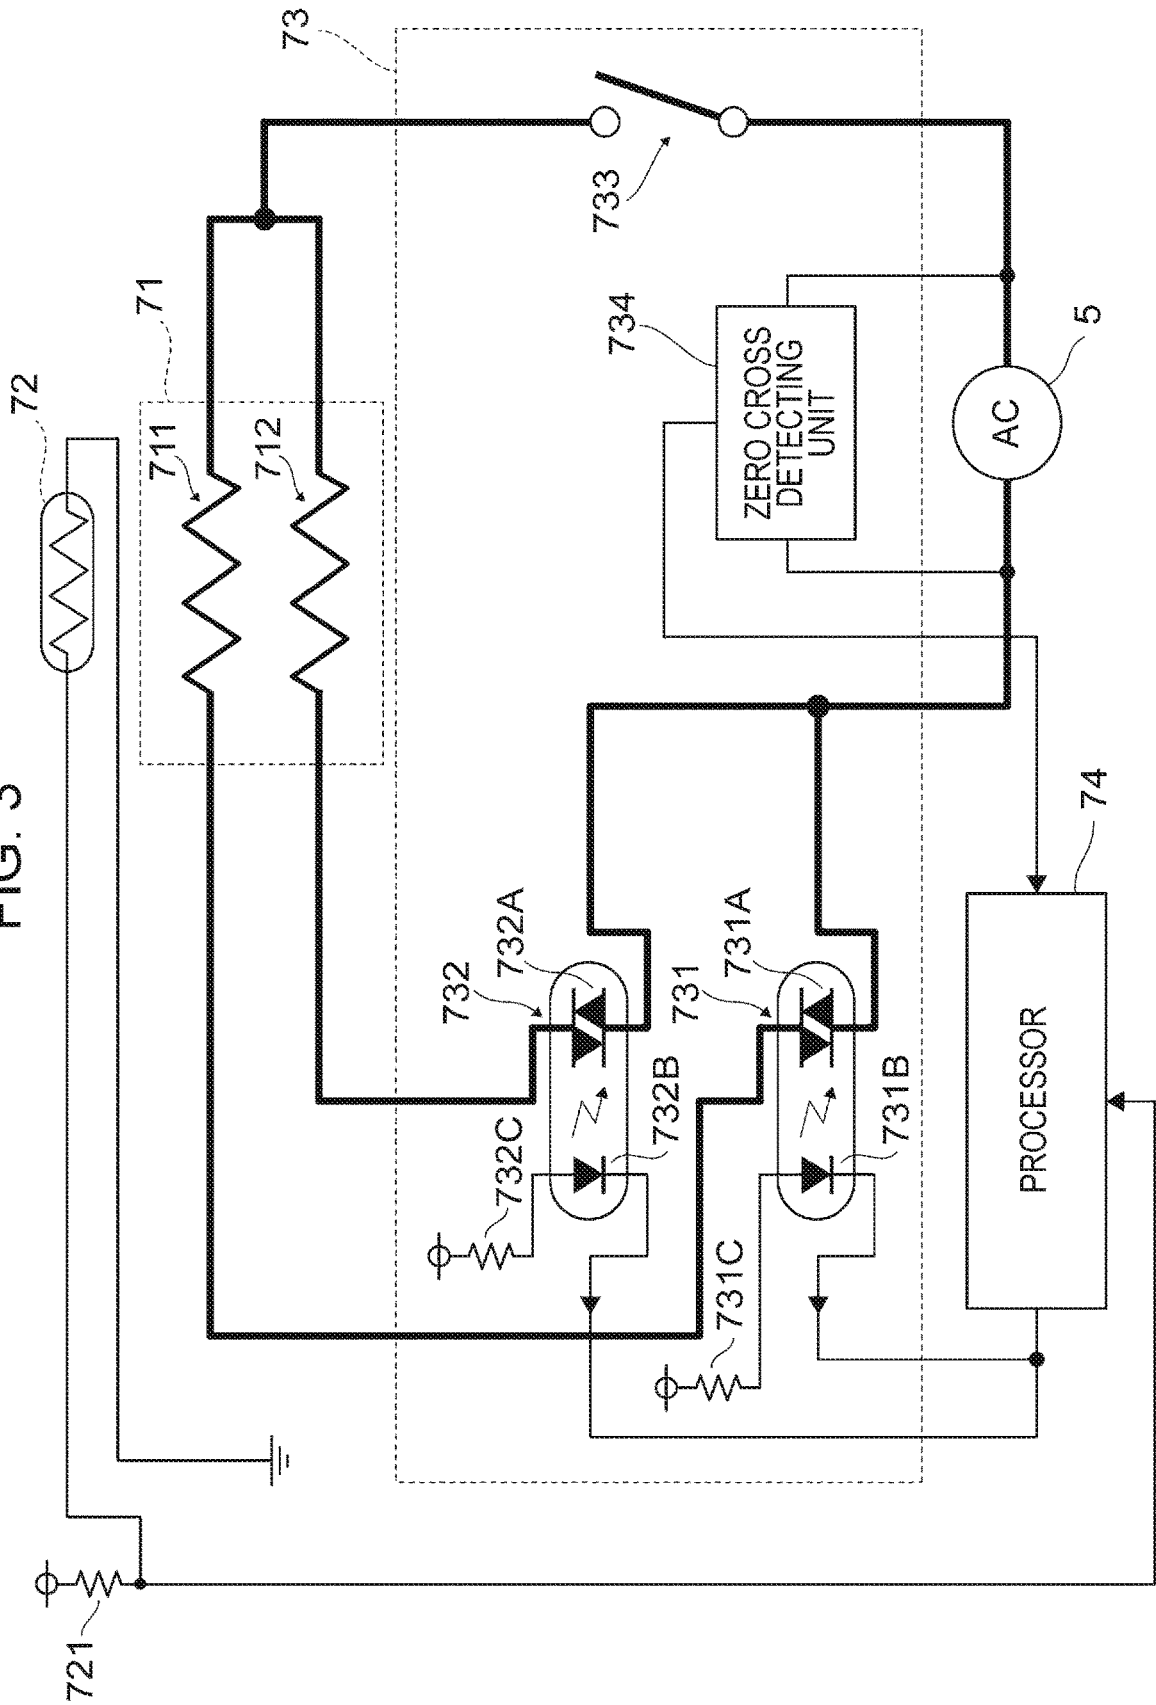 FIG. 3
72
71
73
711
712
733
734
ZERO CROSS
DETECTING
UNIT
5
AC
732
732A
732B
732C
731
731A
731B
731C
74
PROCESSOR
721